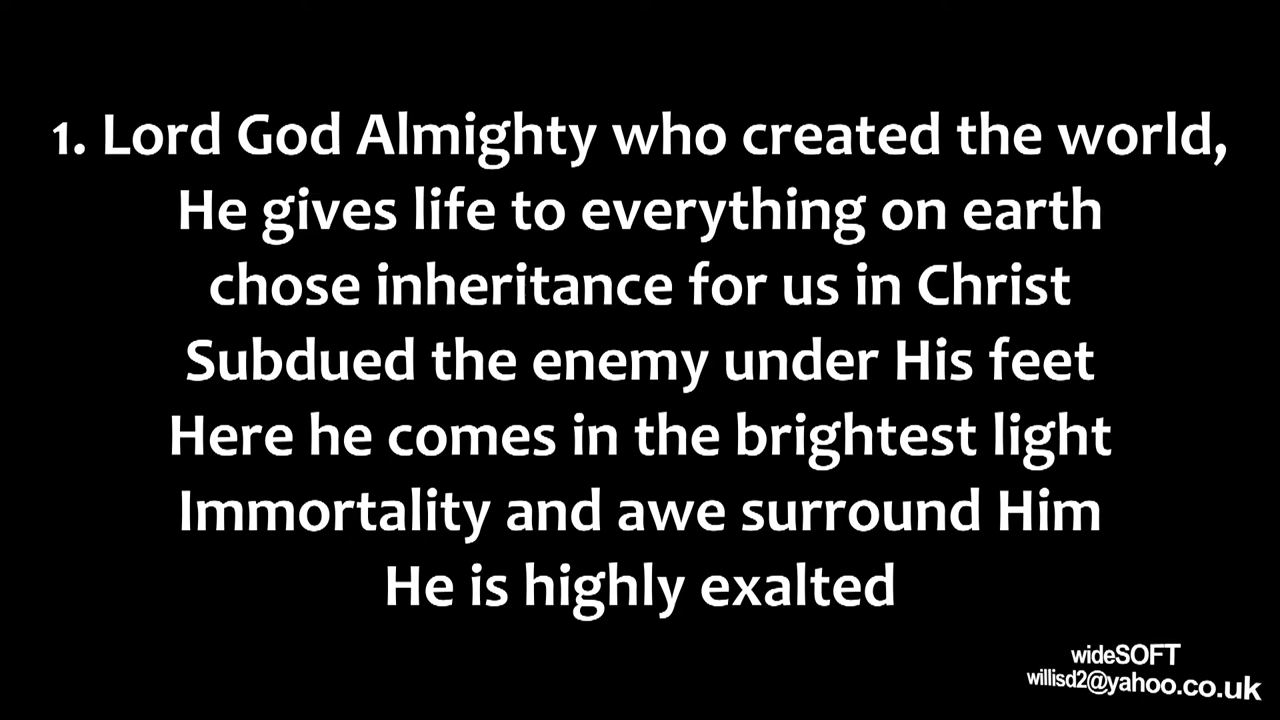 1. Lord God Almighty who created the world,
He gives life to everything on earth
chose inheritance for us in Christ
Subdued the enemy under His feet
Here he comes in the brightest light
Immortality and awe surround Him
He is highly exalted
wideSOFT
willisd2@yahoo.co.uk